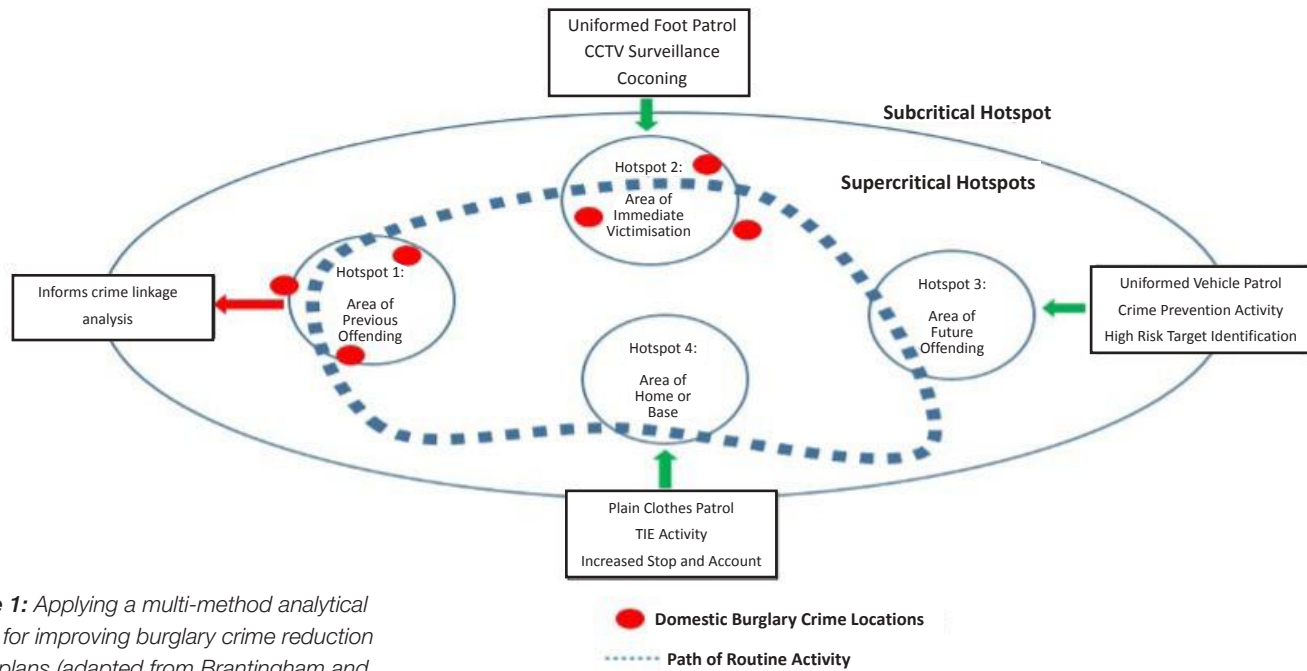 Uniformed Foot Patrol
CCTV Surveillance
Coconing
Subcritical Hotspot
Supercritical Hotspots
Hotspot 2:
Area of
Immediate
Victimisation
Hotspot 1:
Area of
Previous
Offending
Informs crime linkage
analysis
Hotspot 3:
Area of
Future
Offending
Uniformed Vehicle Patrol
Crime Prevention Activity
High Risk Target Identification
Hotspot 4:
Area of
Home or
Base
Plain Clothes Patrol
TIE Activity
Increased Stop and Account
e 1: Applying a multi-method analytical
for improving burglary crime reduction
plans (adapted from Brantingham and
Domestic Burglary Crime Locations
Path of Routine Activity